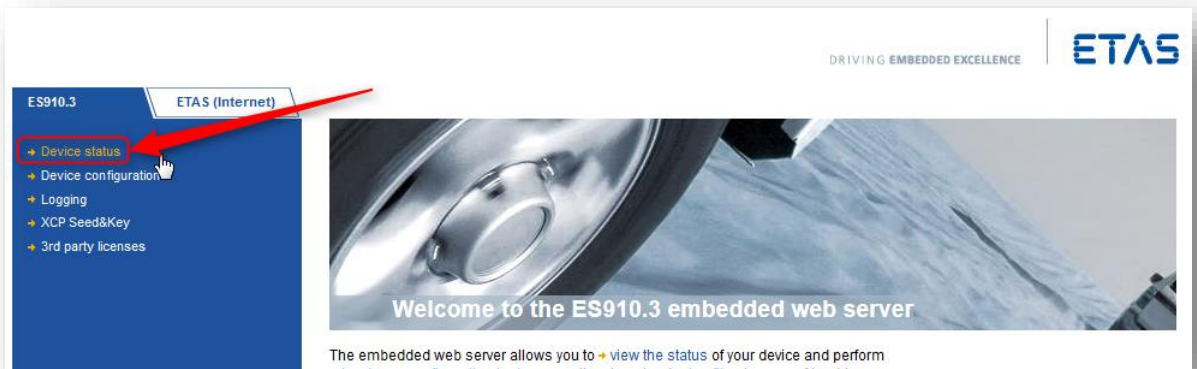 DRIVING EMBEDDED EXCELLENCE
ETAS
ES910.3
ETAS (Internet)
Device status
Device configuration
Logging
XCP Seed&Key
3rd party licenses
Welcome to the ES910.3 embedded web server
The embedded web server allows you to view the status of your device and perform